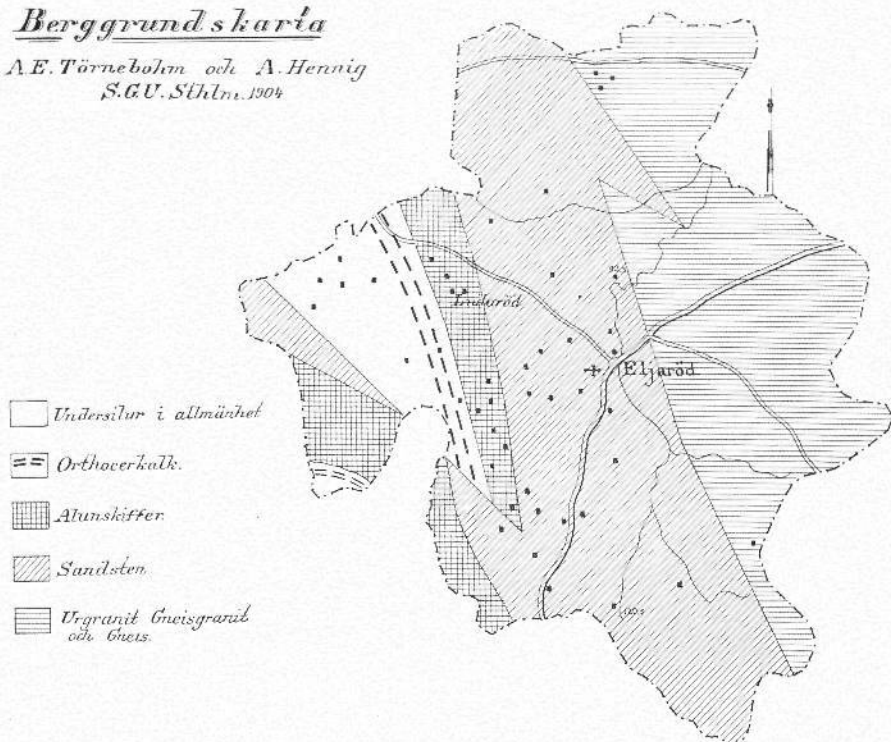 Berggrundskarta
A.E. Törnebohm och A. Hennig
S.G.U. Sthlm. 1904
Eljaröd
Undersilur i allmänhet
Orthocerkalk.
Alunskiffer
Sandsten
Urgranit Gneisgranit
och Gneis.